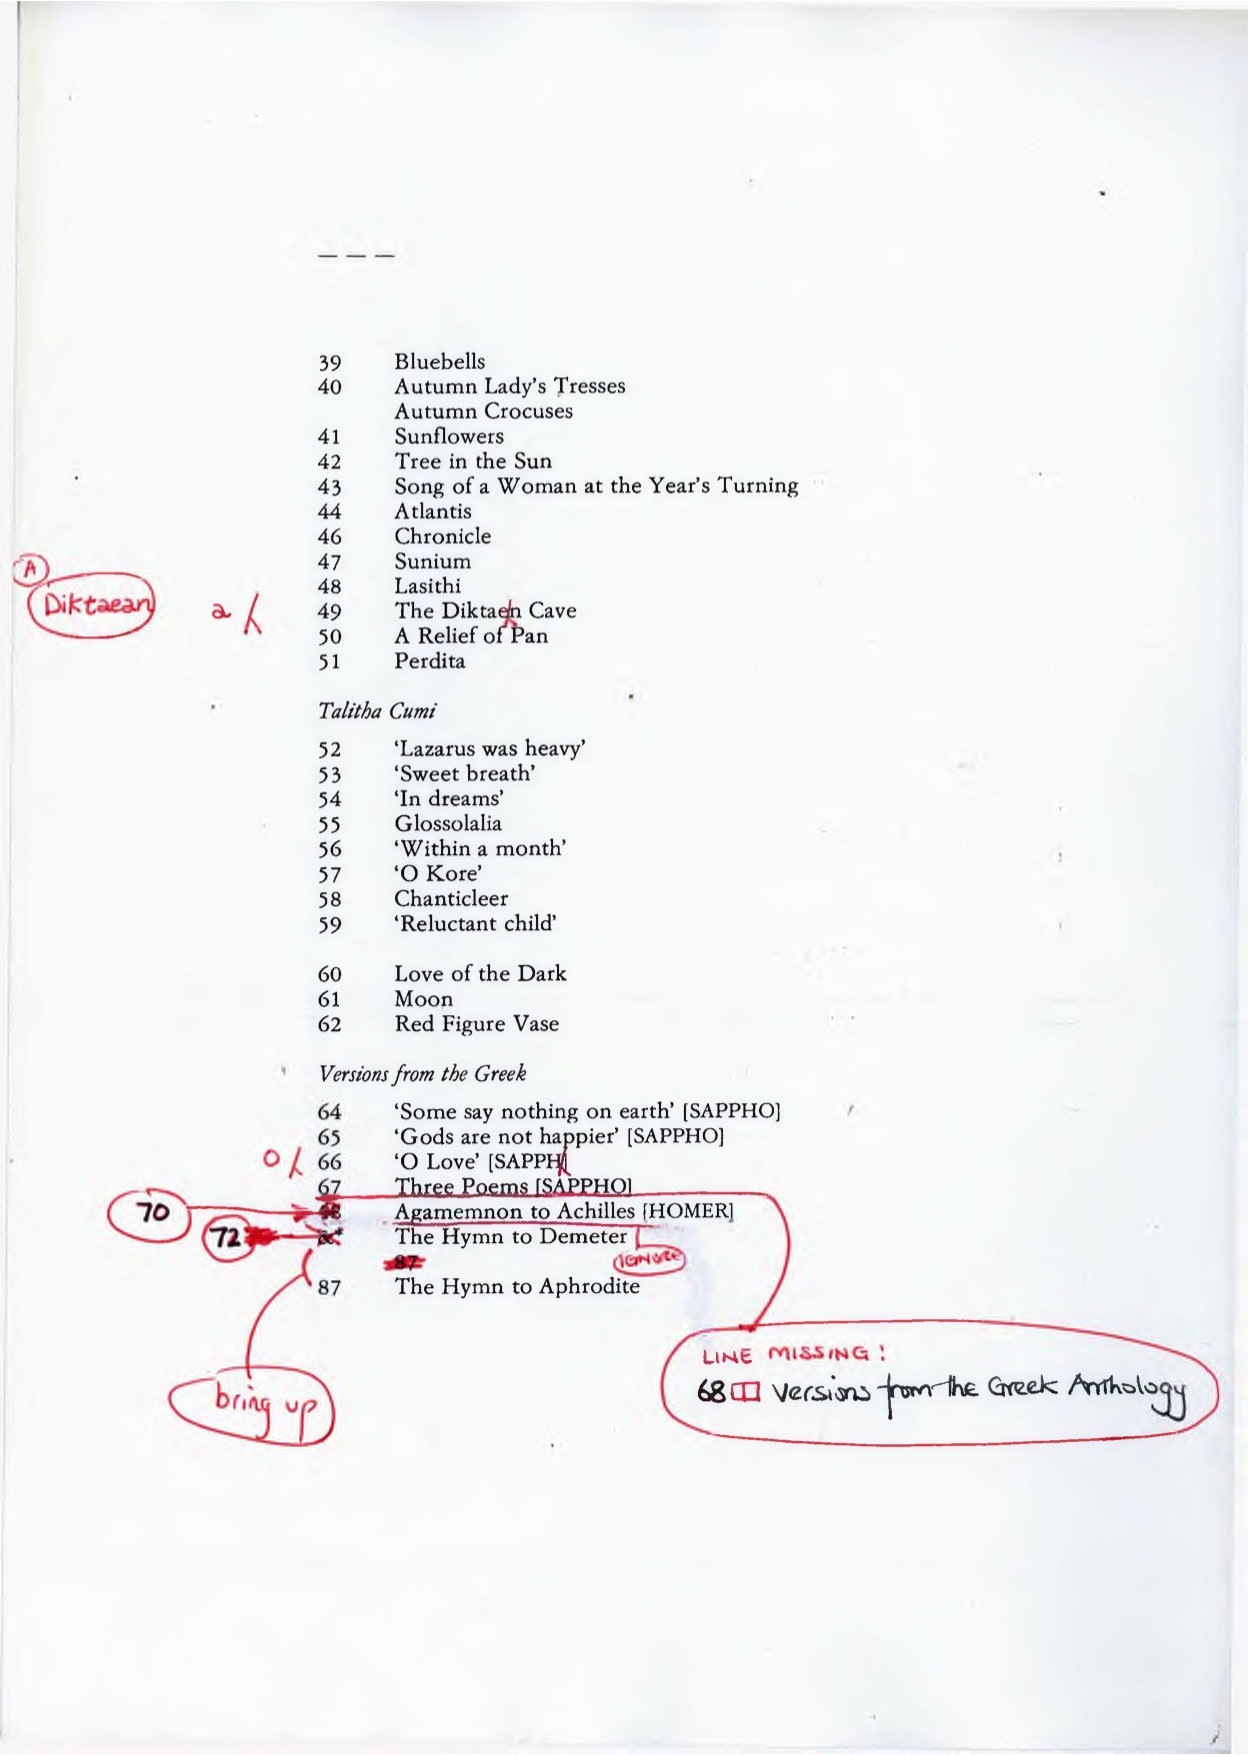 — — —
39 Bluebells
40 Autumn Lady's Tresses
Autumn Crocuses
41 Sunflowers
42 Tree in the Sun
43 Song of a Woman at the Year's Turning
44 Atlantis
46 Chronicle
47 Sunium
48 Lasithi
A
Diktaean a 49 The Diktaen Cave
50 A Relief of Pan
51 Perdita
Talitha Cumi
52 ‘Lazarus was heavy’
53 ‘Sweet breath’
54 ‘In dreams’
55 Glossolalia
56 ‘Within a month’
57 ‘O Kore’
58 Chanticleer
59 ‘Reluctant child’
60 Love of the Dark
61 Moon
62 Red Figure Vase
Versions from the Greek
64 ‘Some say nothing on earth’ [SAPPHO]
65 ‘Gods are not happier’ [SAPPHO]
o 66 ‘O Love’ [SAPPH]
67 Three Poems [SAPPHO]
70 Agamemnon to Achilles [HOMER]
72 The Hymn to Demeter
87 IGNORE
87 The Hymn to Aphrodite
bring up
LINE MISSING!
68 Versions from the Greek Anthology